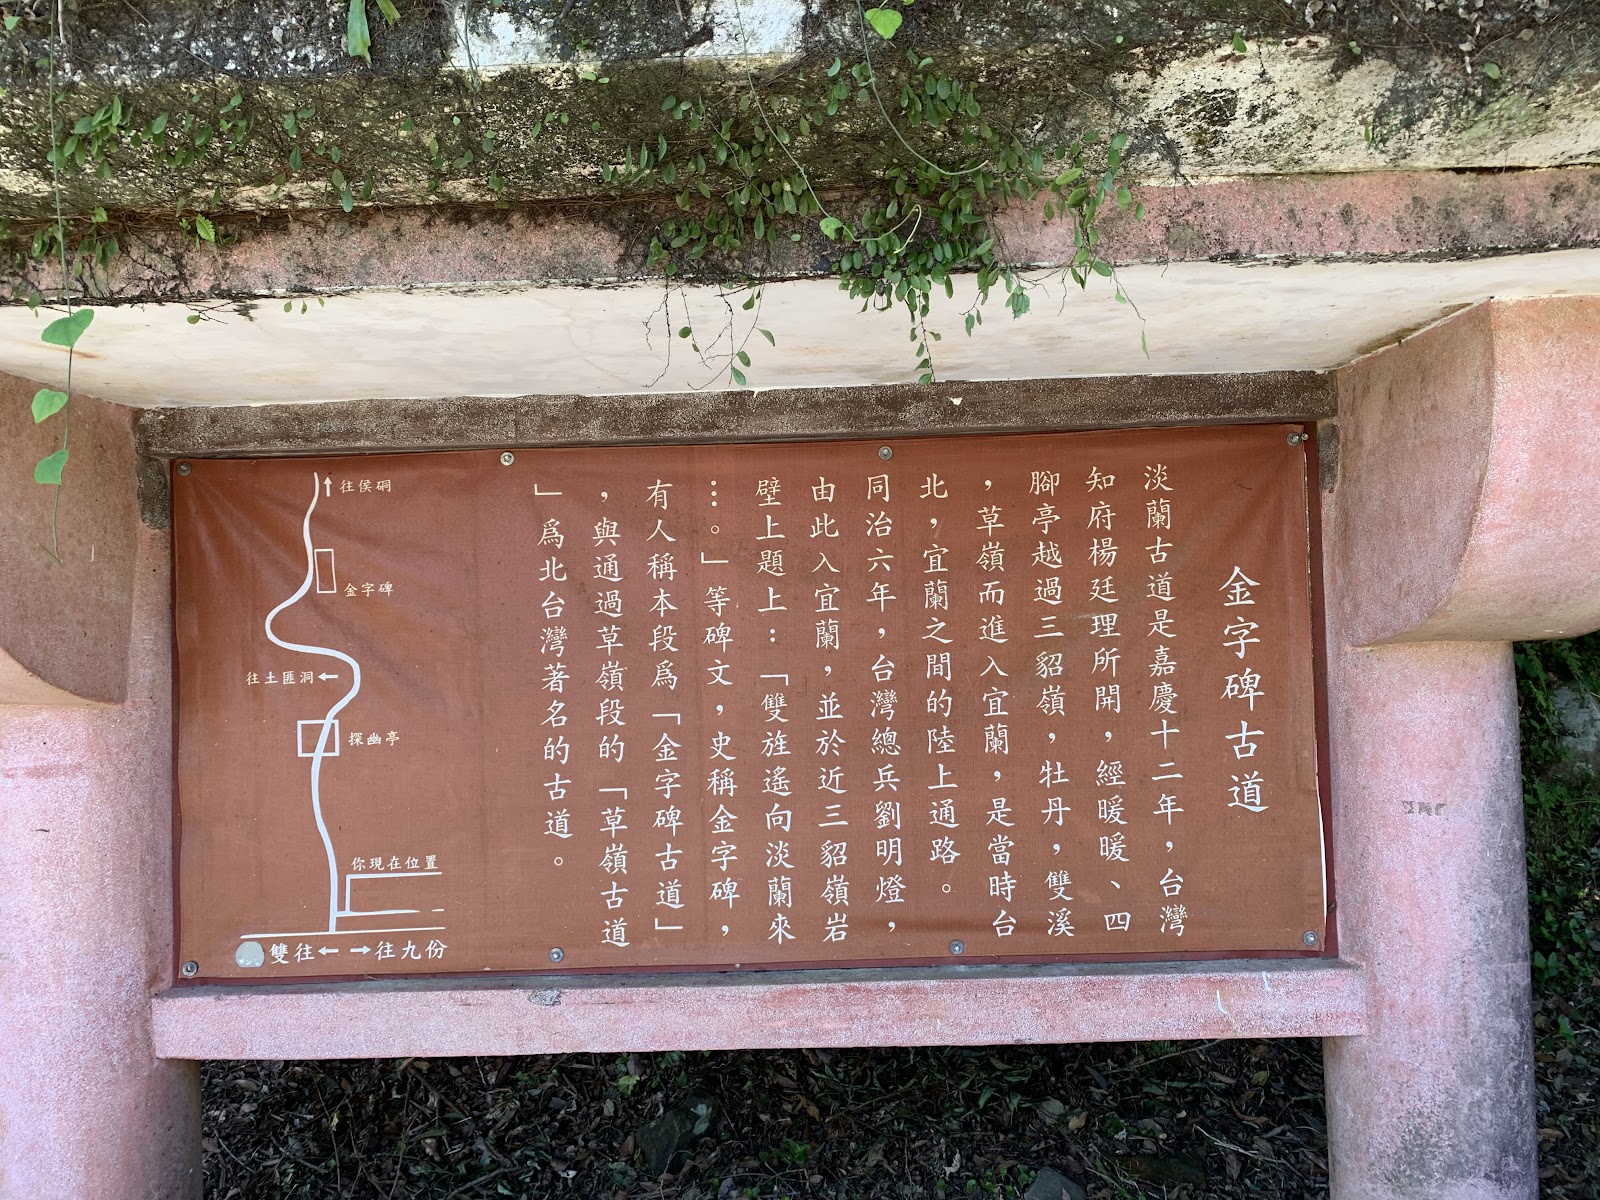 金字碑古道
淡蘭古道是嘉慶十二年，台灣
知府楊廷理所開，經暖暖、四
腳亭越過三貂嶺，牡丹，雙溪
，草嶺而進入宜蘭，是當時台
北，宜蘭之間的陸上通路。
同治六年，台灣總兵劉明燈，
由此入宜蘭，並於近三貂嶺岩
壁上題上：「雙旌遙向淡蘭來
…。」等碑文，史稱金字碑，
有人稱本段爲「金字碑古道」
，與通過草嶺段的「草嶺古道
」爲北台灣著名的古道。
↑往侯硐
金字碑
往土匪洞←
探幽亭
你現在位置
雙往← →往九份